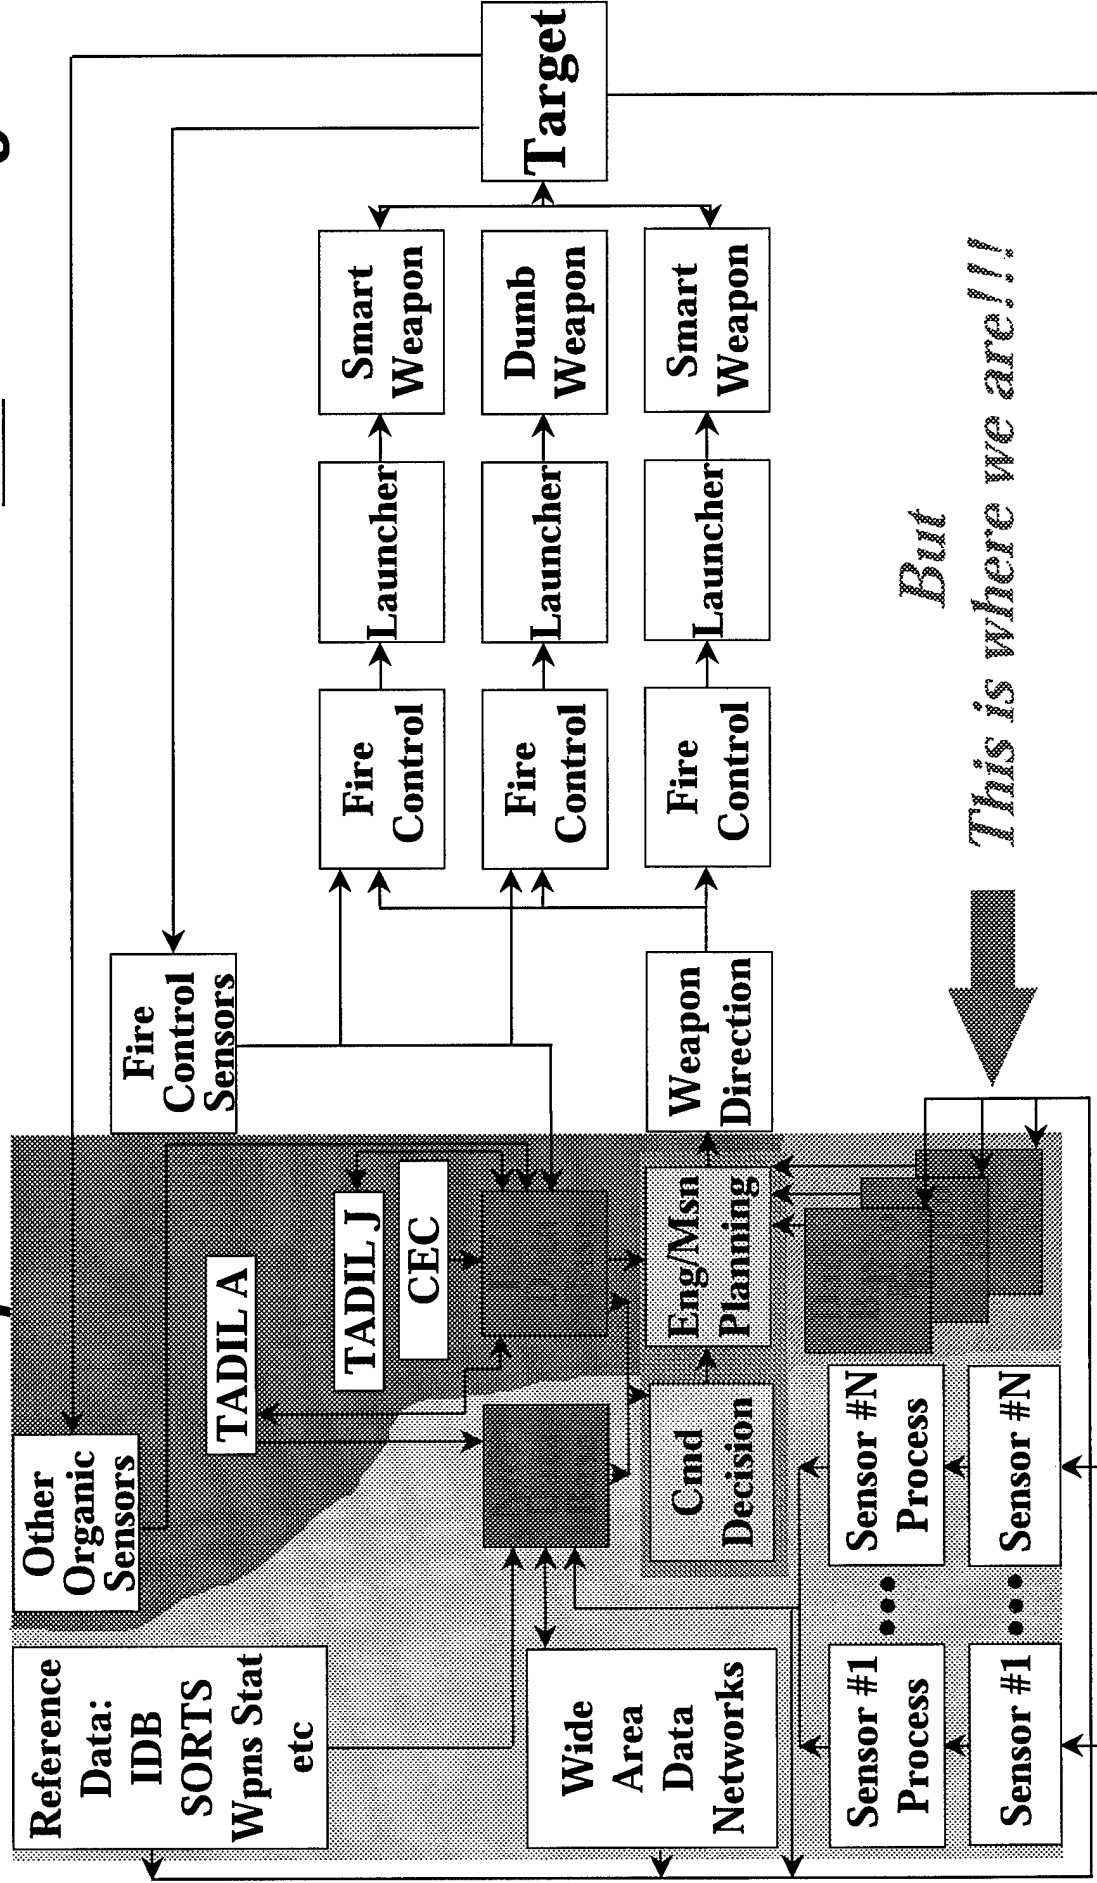 Reference
Data:
IDB
SORTS
Wpns Stat
etc
Other
Organic
Sensors
Fire
Control
Sensors
TADIL A
TADIL J
CEC
Wide
Area
Data
Networks
Cmd
Decision
Eng/Msn
Planning
Weapon
Direction
Fire
Control
Launcher
Smart
Weapon
Fire
Control
Launcher
Dumb
Weapon
Fire
Control
Launcher
Smart
Weapon
Target
Sensor #1
Process
Sensor #N
Process
Sensor #1
Sensor #N
But
This is where we are!!!